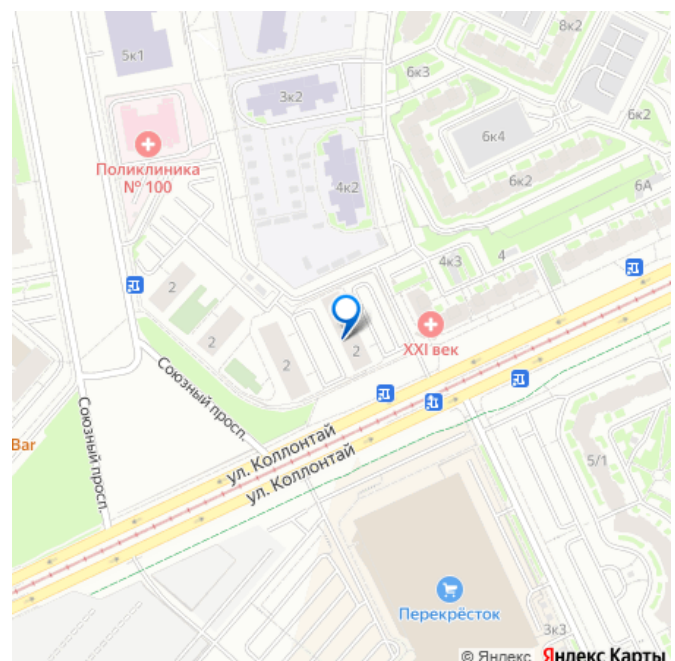 8к2
5к1
6к3
3к2
6к2
6к4
Поликлиника
№ 100
6к2
6А
4к2
4
4к3
2
XXI век
2
2
2
Союзный просп.
Союзный просп.
Bar
ул. Коллонтай
ул. Коллонтай
5/1
Перекрёсток
3к3
© Яндекс Яндекс Карты